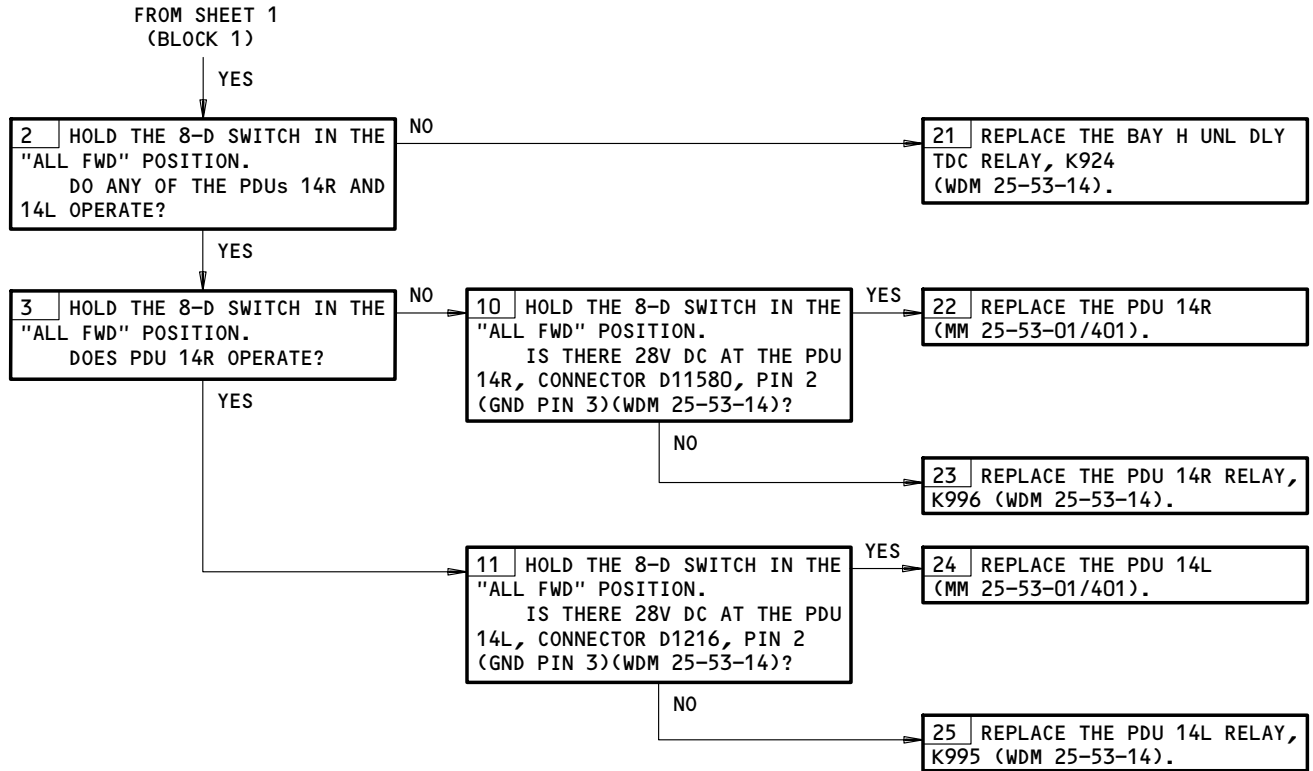 FROM SHEET 1
(BLOCK 1)
YES
2 HOLD THE 8-D SWITCH IN THE
"ALL FWD" POSITION.
DO ANY OF THE PDUs 14R AND
14L OPERATE?
NO
21 REPLACE THE BAY H UNL DLY
TDC RELAY, K924
(WDM 25-53-14).
YES
3 HOLD THE 8-D SWITCH IN THE
"ALL FWD" POSITION.
DOES PDU 14R OPERATE?
NO
10 HOLD THE 8-D SWITCH IN THE
"ALL FWD" POSITION.
IS THERE 28V DC AT THE PDU
14R, CONNECTOR D11580, PIN 2
(GND PIN 3)(WDM 25-53-14)?
YES
22 REPLACE THE PDU 14R
(MM 25-53-01/401).
NO
23 REPLACE THE PDU 14R RELAY,
K996 (WDM 25-53-14).
YES
11 HOLD THE 8-D SWITCH IN THE
"ALL FWD" POSITION.
IS THERE 28V DC AT THE PDU
14L, CONNECTOR D1216, PIN 2
(GND PIN 3)(WDM 25-53-14)?
YES
24 REPLACE THE PDU 14L
(MM 25-53-01/401).
NO
25 REPLACE THE PDU 14L RELAY,
K995 (WDM 25-53-14).